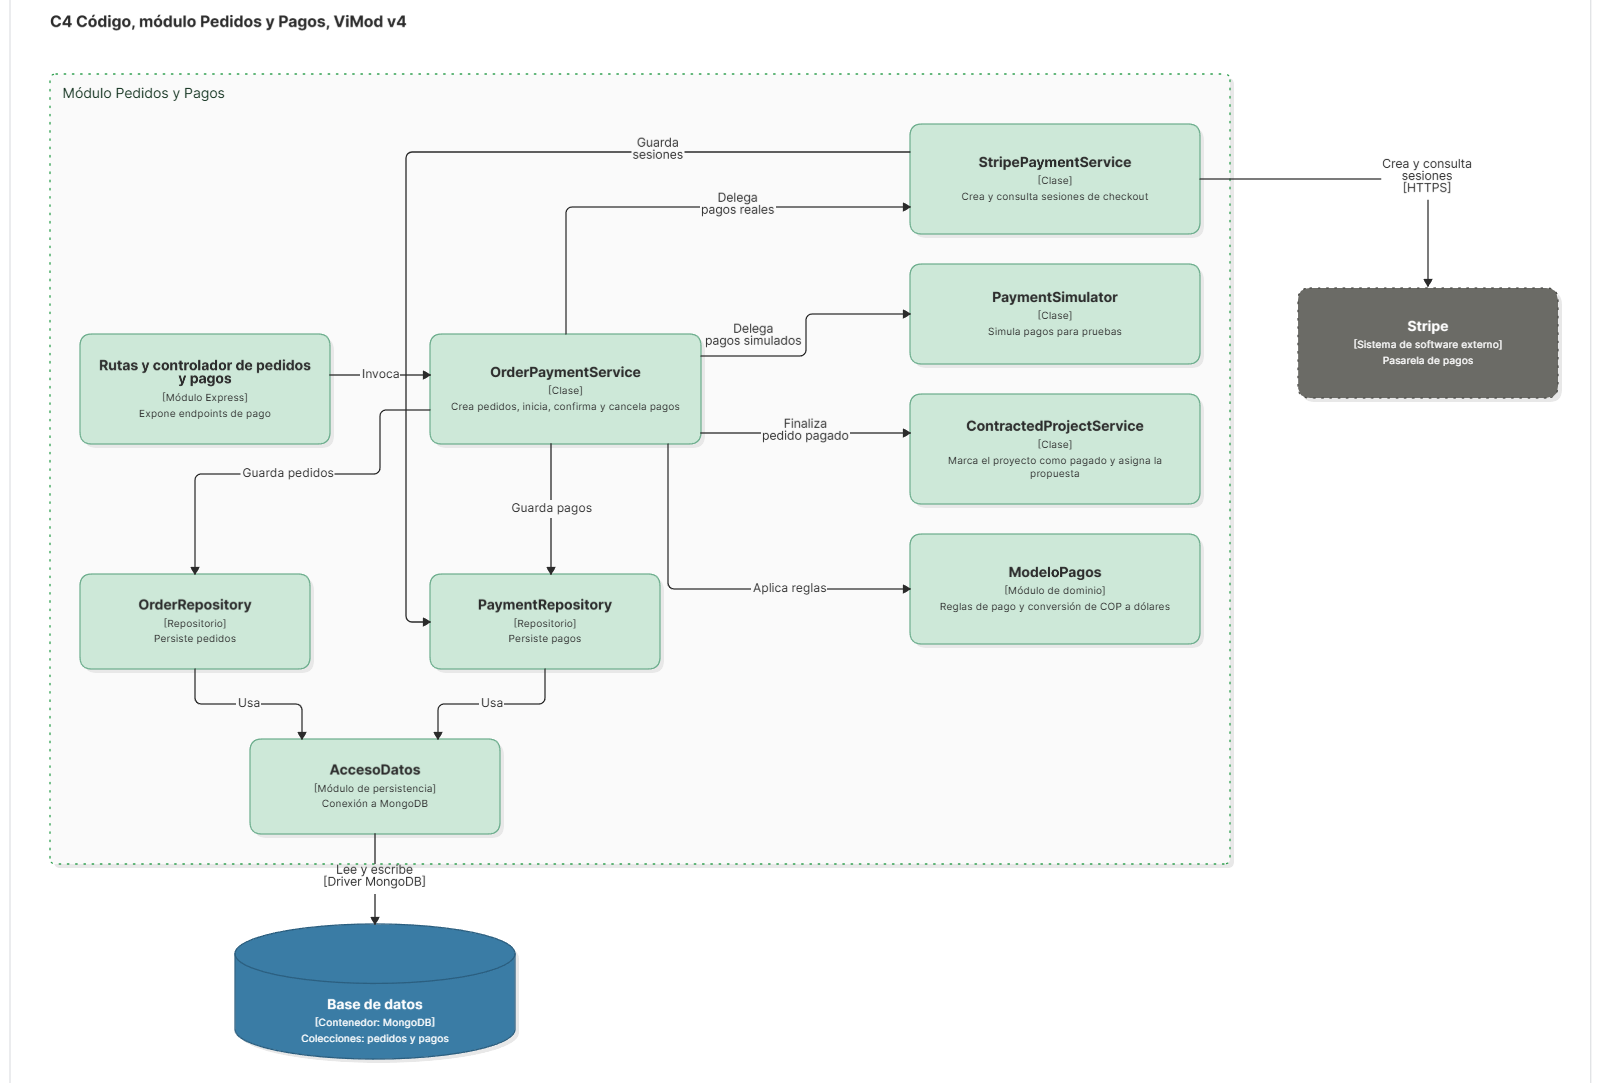 C4 Código, módulo Pedidos y Pagos, ViMod v4
Módulo Pedidos y Pagos
Guarda
sesiones
StripePaymentService
[Clase]
Crea y consulta sesiones de checkout
Crea y consulta
sesiones
[HTTPS]
Delega
pagos reales
PaymentSimulator
[Clase]
Simula pagos para pruebas
Stripe
[Sistema de software externo]
Pasarela de pagos
Delega
pagos simulados
Rutas y controlador de pedidos
y pagos
[Módulo Express]
Expone endpoints de pago
Invoca
OrderPaymentService
[Clase]
Crea pedidos, inicia, confirma y cancela pagos
Finaliza
pedido pagado
ContractedProjectService
[Clase]
Marca el proyecto como pagado y asigna la
propuesta
Guarda pedidos
Guarda pagos
Aplica reglas
ModeloPagos
[Módulo de dominio]
Reglas de pago y conversión de COP a dólares
OrderRepository
[Repositorio]
Persiste pedidos
PaymentRepository
[Repositorio]
Persiste pagos
Usa
Usa
AccesoDatos
[Módulo de persistencia]
Conexión a MongoDB
Lee y escribe
[Driver MongoDB]
Base de datos
[Contenedor: MongoDB]
Colecciones: pedidos y pagos